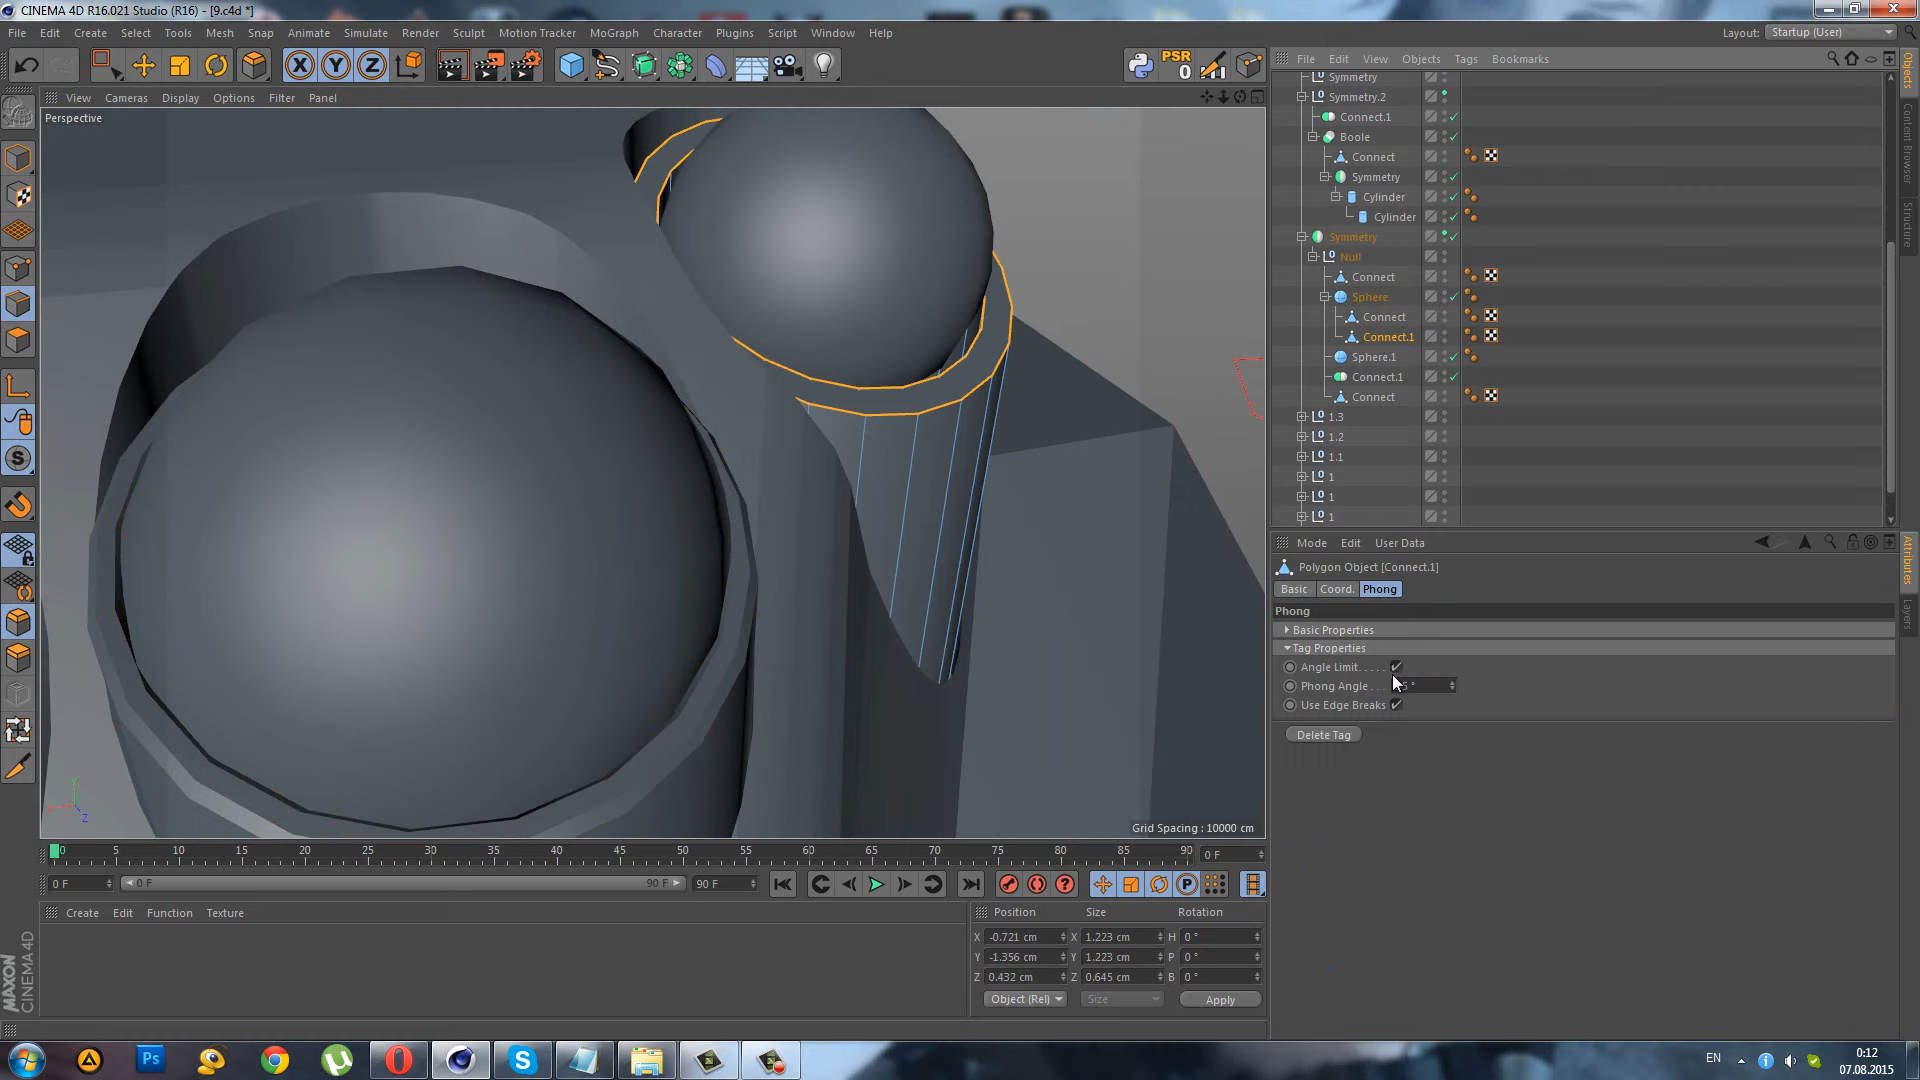 CINEMA 4D R16.021 Studio (R16) - [9.c4d *]
File Edit Create Select Tools Mesh Snap Animate Simulate Render Sculpt Motion Tracker MoGraph Character Plugins Script Window Help
Layout: Startup (User)
X Y Z
PSR
0
File Edit View Objects Tags Bookmarks
View Cameras Display Options Filter Panel
Perspective
Symmetry
Symmetry.2
Connect.1
Boole
Connect
Symmetry
Cylinder
Cylinder
Symmetry
Null
Connect
Sphere
Connect
Connect.1
Sphere.1
Connect.1
Connect
1.3
1.2
1.1
1
1
1
Objects
Content Browser
Structure
Mode Edit User Data
Polygon Object [Connect.1]
Basic Coord. Phong
Phong
Basic Properties
Tag Properties
Angle Limit. . . . .
Phong Angle . . .
Use Edge Breaks
Delete Tag
Attributes
Layers
Y
Z
Grid Spacing : 10000 cm
0 5 10 15 20 25 30 35 40 45 50 55 60 65 70 75 80 85 90
0 F
0 F 0 F 90 F 90 F
P
Create Edit Function Texture
Position Size Rotation
X -0.721 cm X 1.223 cm H 0 °
Y -1.356 cm Y 1.223 cm P 0 °
Z 0.432 cm Z 0.645 cm B 0 °
Object (Rel) Size Apply
MAXON
CINEMA 4D
Ps
EN
0:12
07.08.2015